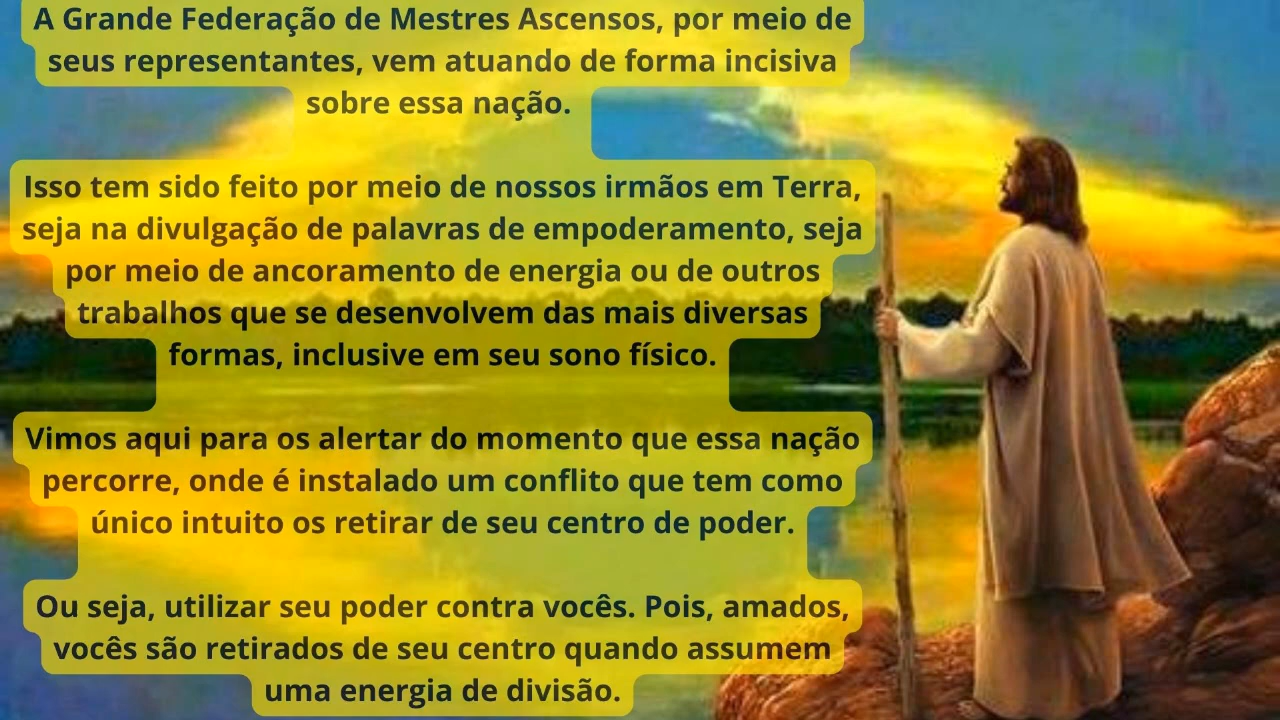 A Grande Federação de Mestres Ascensos, por meio de
seus representantes, vem atuando de forma incisiva
sobre essa nação.
Isso tem sido feito por meio de nossos irmãos em Terra,
seja na divulgação de palavras de empoderamento, seja
por meio de ancoramento de energia ou de outros
trabalhos que se desenvolvem das mais diversas
formas, inclusive em seu sono físico.
Vimos aqui para os alertar do momento que essa nação
percorre, onde é instalado um conflito que tem como
único intuito os retirar de seu centro de poder.
Ou seja, utilizar seu poder contra vocês. Pois, amados,
vocês são retirados de seu centro quando assumem
uma energia de divisão.